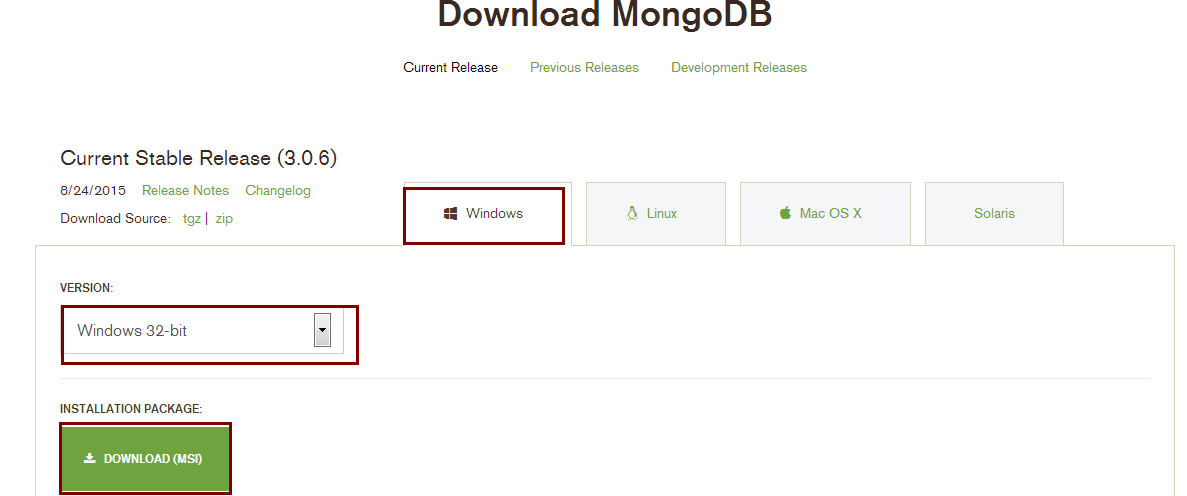 Download MongoDB
Current Release Previous Releases Development Releases
Current Stable Release (3.0.6)
8/24/2015 Release Notes Changelog
Download Source: tgz | zip
Windows Linux Mac OS X Solaris
VERSION:
Windows 32-bit
INSTALLATION PACKAGE:
DOWNLOAD (MSI)